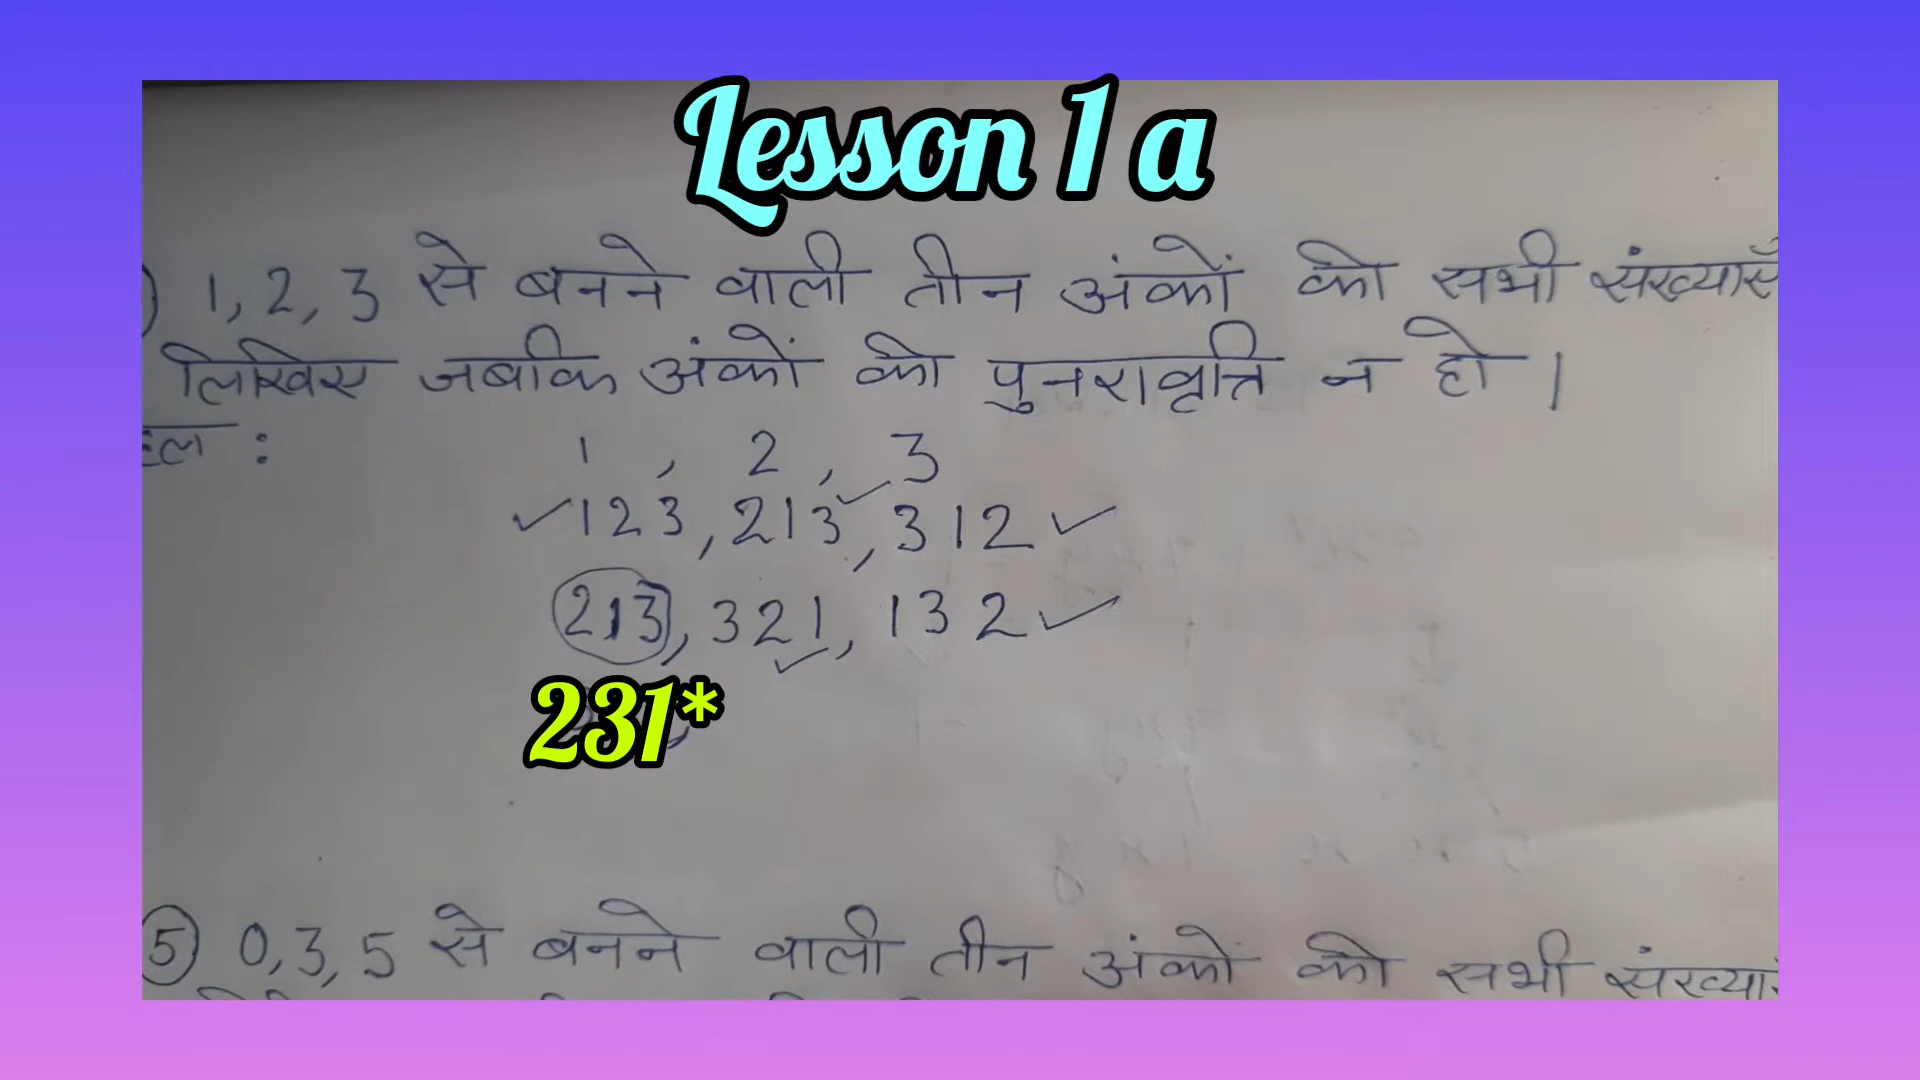 Lesson 1 a
) 1, 2, 3 से बनने वाली तीन अंकों की सभी संख्याएँ
लिखिए जबकि अंकों की पुनरावृत्ति न हो।
हल :
1 , 2 , 3
✓123, 213✓, 312✓
213, 321✓, 132✓
231*
⑤ 0, 3, 5 से बनने वाली तीन अंकों की सभी संख्या